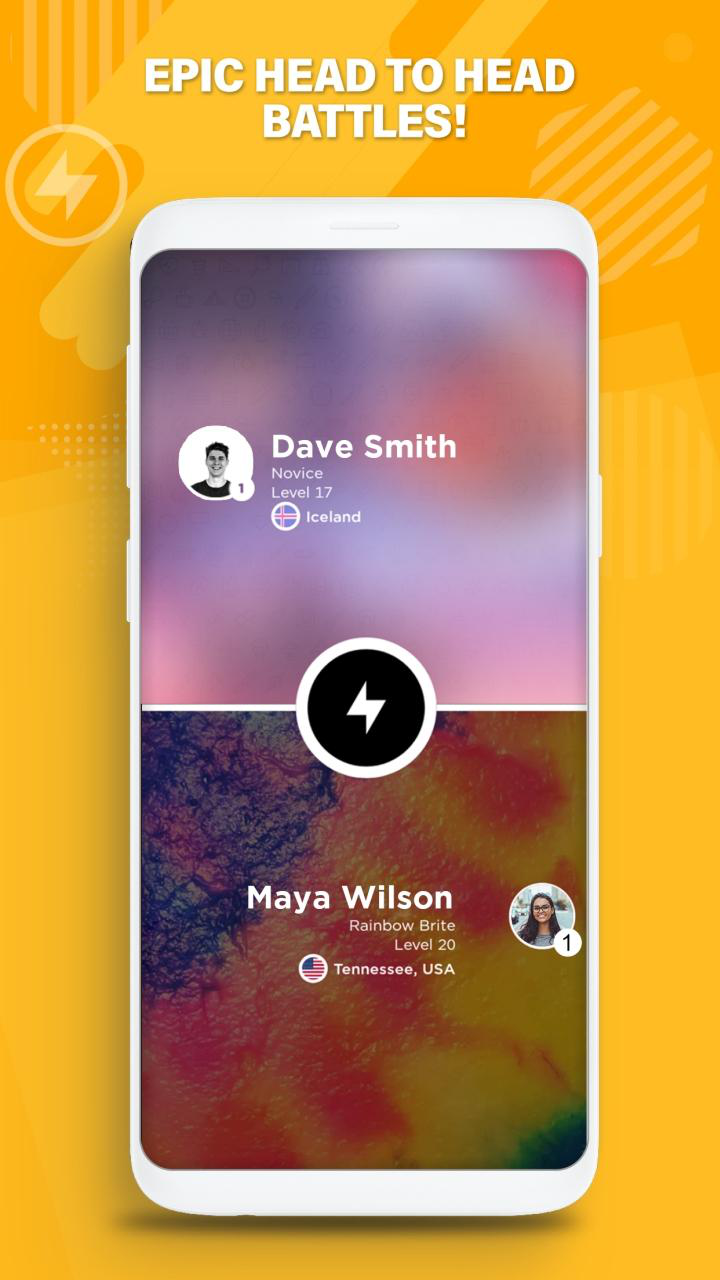 EPIC HEAD TO HEAD
BATTLES!
Dave Smith
Novice
Level 17
1
Iceland
Maya Wilson
Rainbow Brite
Level 20
1
Tennessee, USA